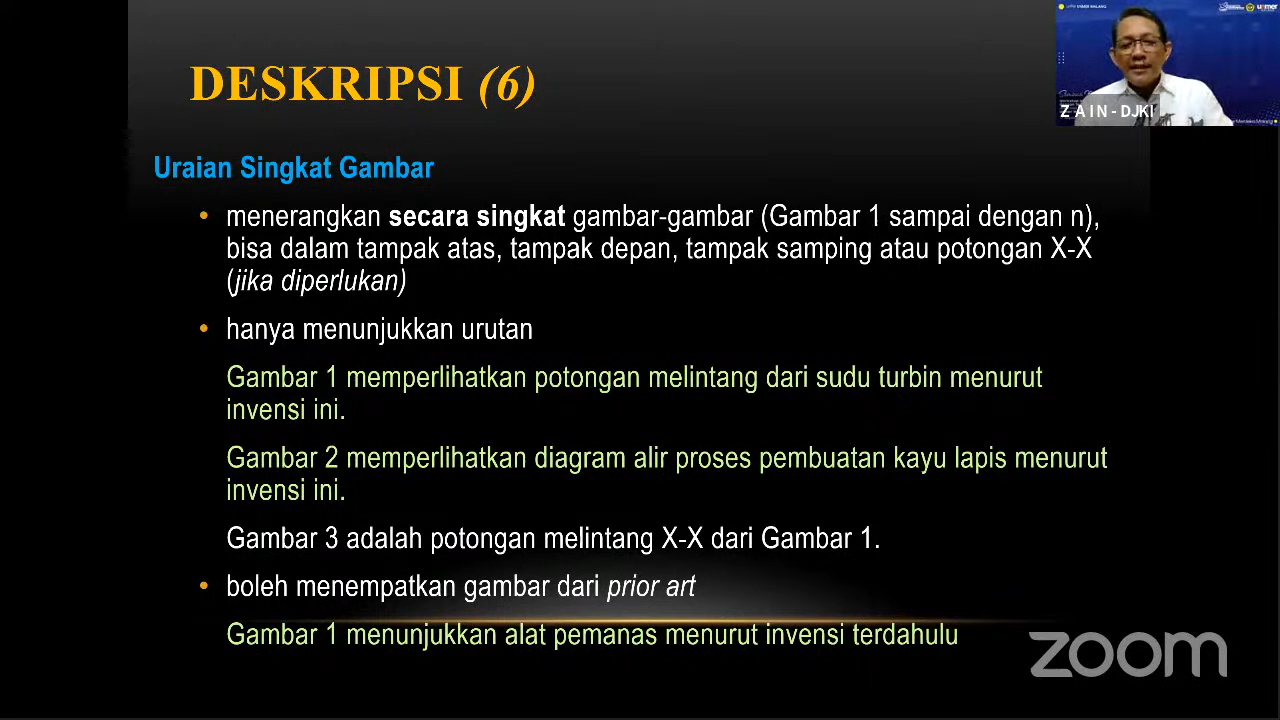 DESKRIPSI (6)
Z A I N - DJKI
Uraian Singkat Gambar
• menerangkan secara singkat gambar-gambar (Gambar 1 sampai dengan n),
bisa dalam tampak atas, tampak depan, tampak samping atau potongan X-X
(jika diperlukan)
• hanya menunjukkan urutan
Gambar 1 memperlihatkan potongan melintang dari sudu turbin menurut
invensi ini.
Gambar 2 memperlihatkan diagram alir proses pembuatan kayu lapis menurut
invensi ini.
Gambar 3 adalah potongan melintang X-X dari Gambar 1.
• boleh menempatkan gambar dari prior art
Gambar 1 menunjukkan alat pemanas menurut invensi terdahulu
zoom